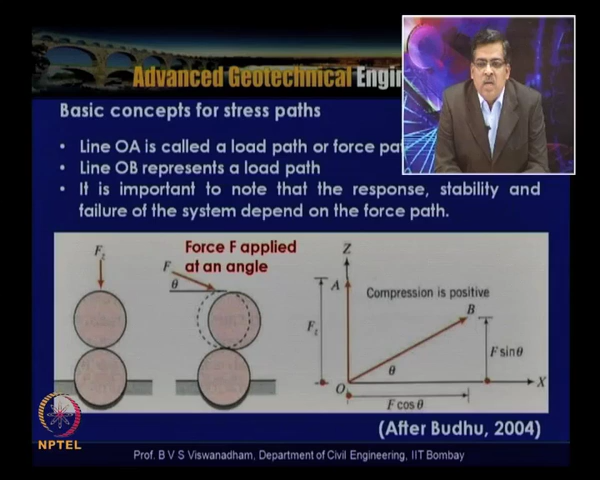 Advanced Geotechnical Engi
Basic concepts for stress paths
• Line OA is called a load path or force pa
• Line OB represents a load path
• It is important to note that the response, stability and
failure of the system depend on the force path.
Fz
Force F applied
at an angle
F
θ
Z
A
Compression is positive
B
Fz
F sinθ
θ
O
X
F cosθ
(After Budhu, 2004)
NPTEL
Prof. B V S Viswanadham, Department of Civil Engineering, IIT Bombay